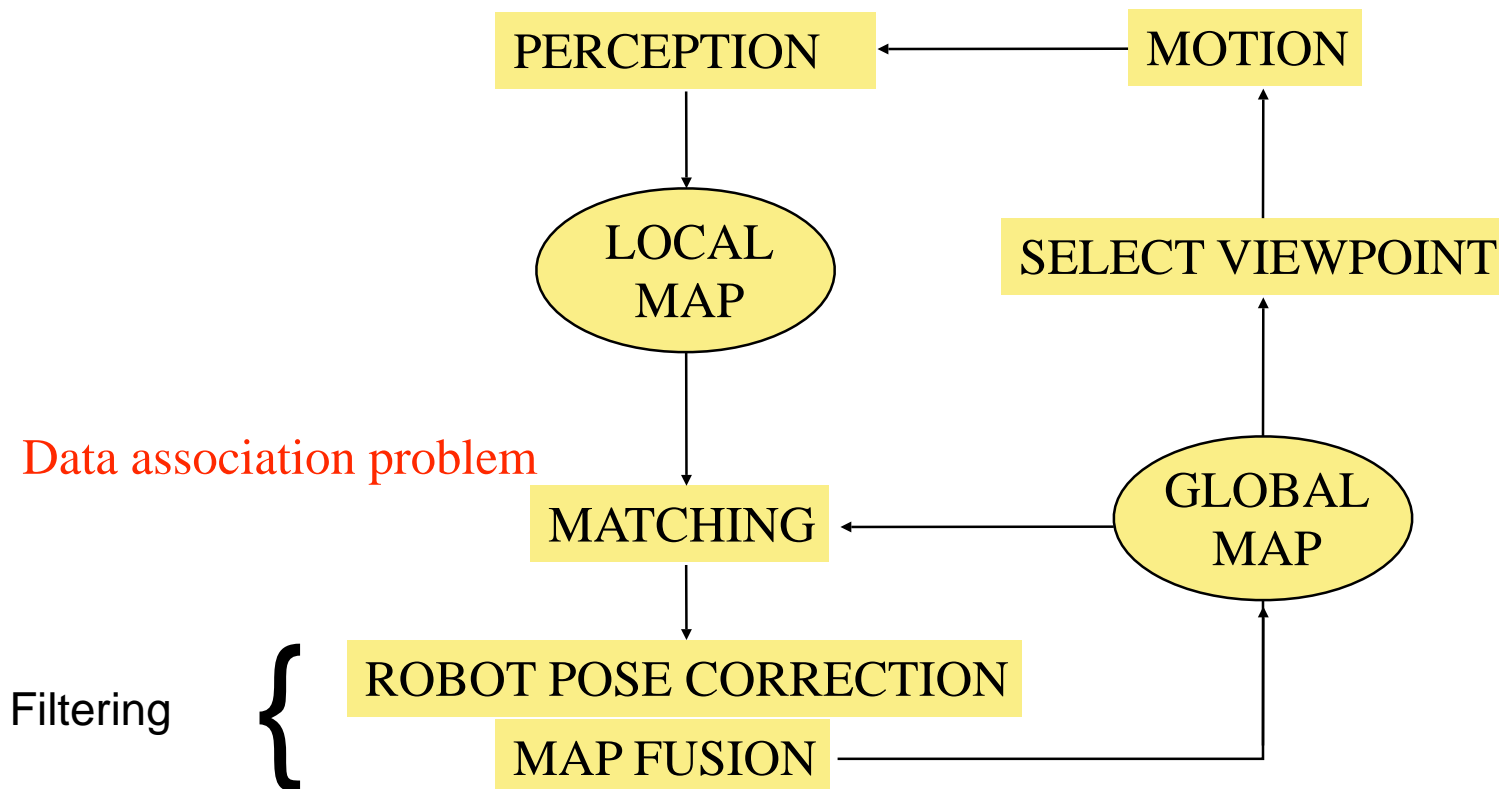 PERCEPTION
MOTION
LOCAL
MAP
SELECT VIEWPOINT
Data association problem
MATCHING
GLOBAL
MAP
Filtering
{
ROBOT POSE CORRECTION
MAP FUSION